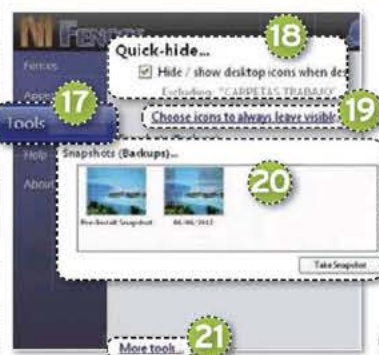 FENCES
18
Quick-hide...
Fences
Hide / show desktop icons when
Excluding: "CARPETAS TRABAJO"
17
Tools
Choose icons to always leave visible
19
Help
Snapshots (Backups)...
20
About
Pre-Install Snapshot
06/06/2012
Take Snapshot
More tools...
21